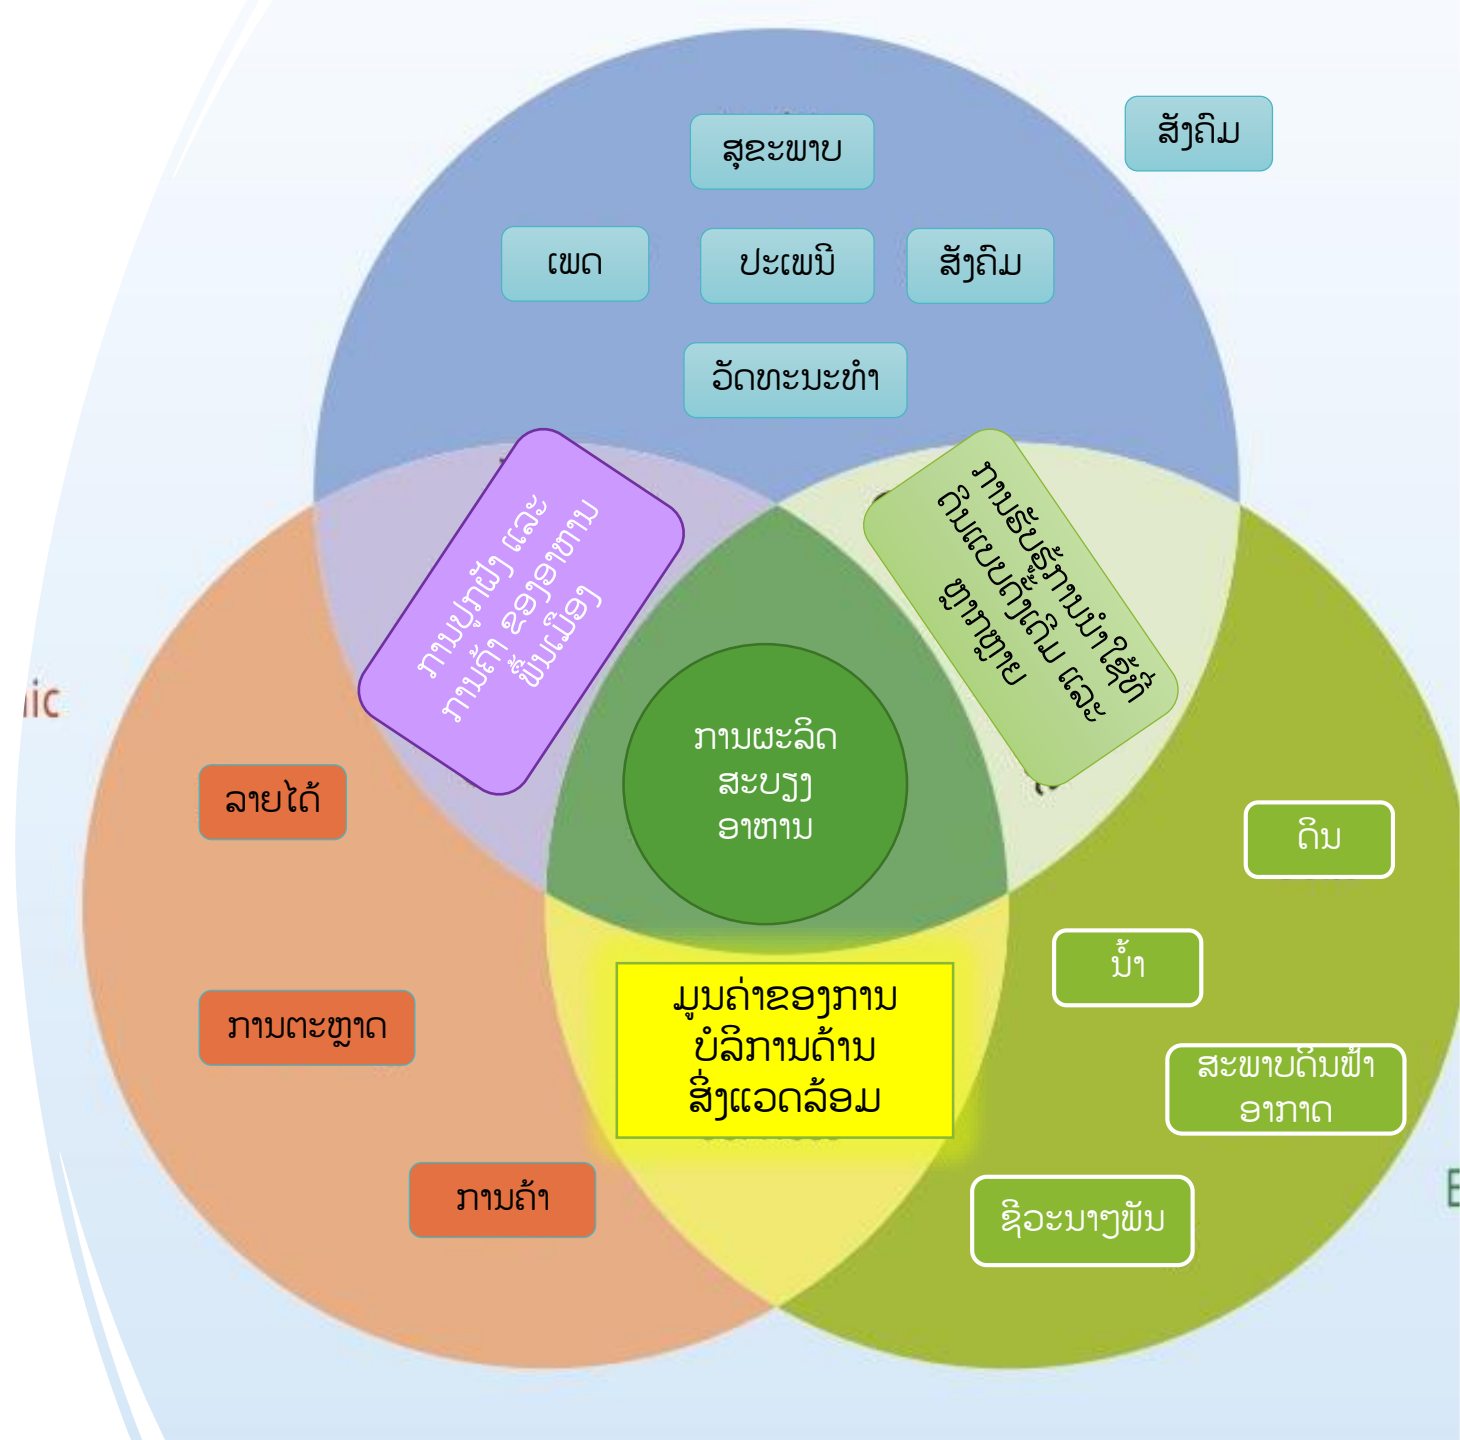 ສັງຄົມ
ສຸຂະພາບ
ເພດ
ປະເພນີ
ສັງຄົມ
ວັດທະນະທຳ
ການປູກຝັງ ແລະ
ການຄ້າ ຂອງອາຫານ
ພື້ນເມືອງ
ການຮັບຮູ້ການນຳໃຊ້ທີ່
ດິນແບບດັ້ງເດີມ ແລະ
ຫຼາກຫຼາຍ
ic
ການຜະລິດ
ສະບຽງ
ອາຫານ
ລາຍໄດ້
ດິນ
ນ້ຳ
ການຕະຫຼາດ
ມູນຄ່າຂອງການ
ບໍລິການດ້ານ
ສິ່ງແວດລ້ອມ
ສະພາບດິນຟ້າ
ອາກາດ
ການຄ້າ
ຊີວະນາໆພັນ
E